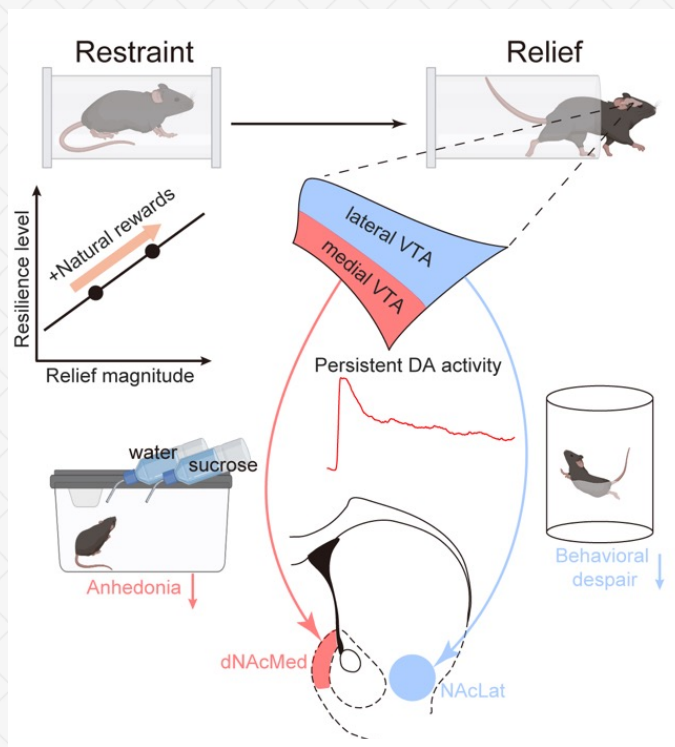 Restraint
Relief
Resilience level
+Natural rewards
Relief magnitude
lateral VTA
medial VTA
Persistent DA activity
water
sucrose
Anhedonia
Behavioral
despair
dNAcMed
NAcLat